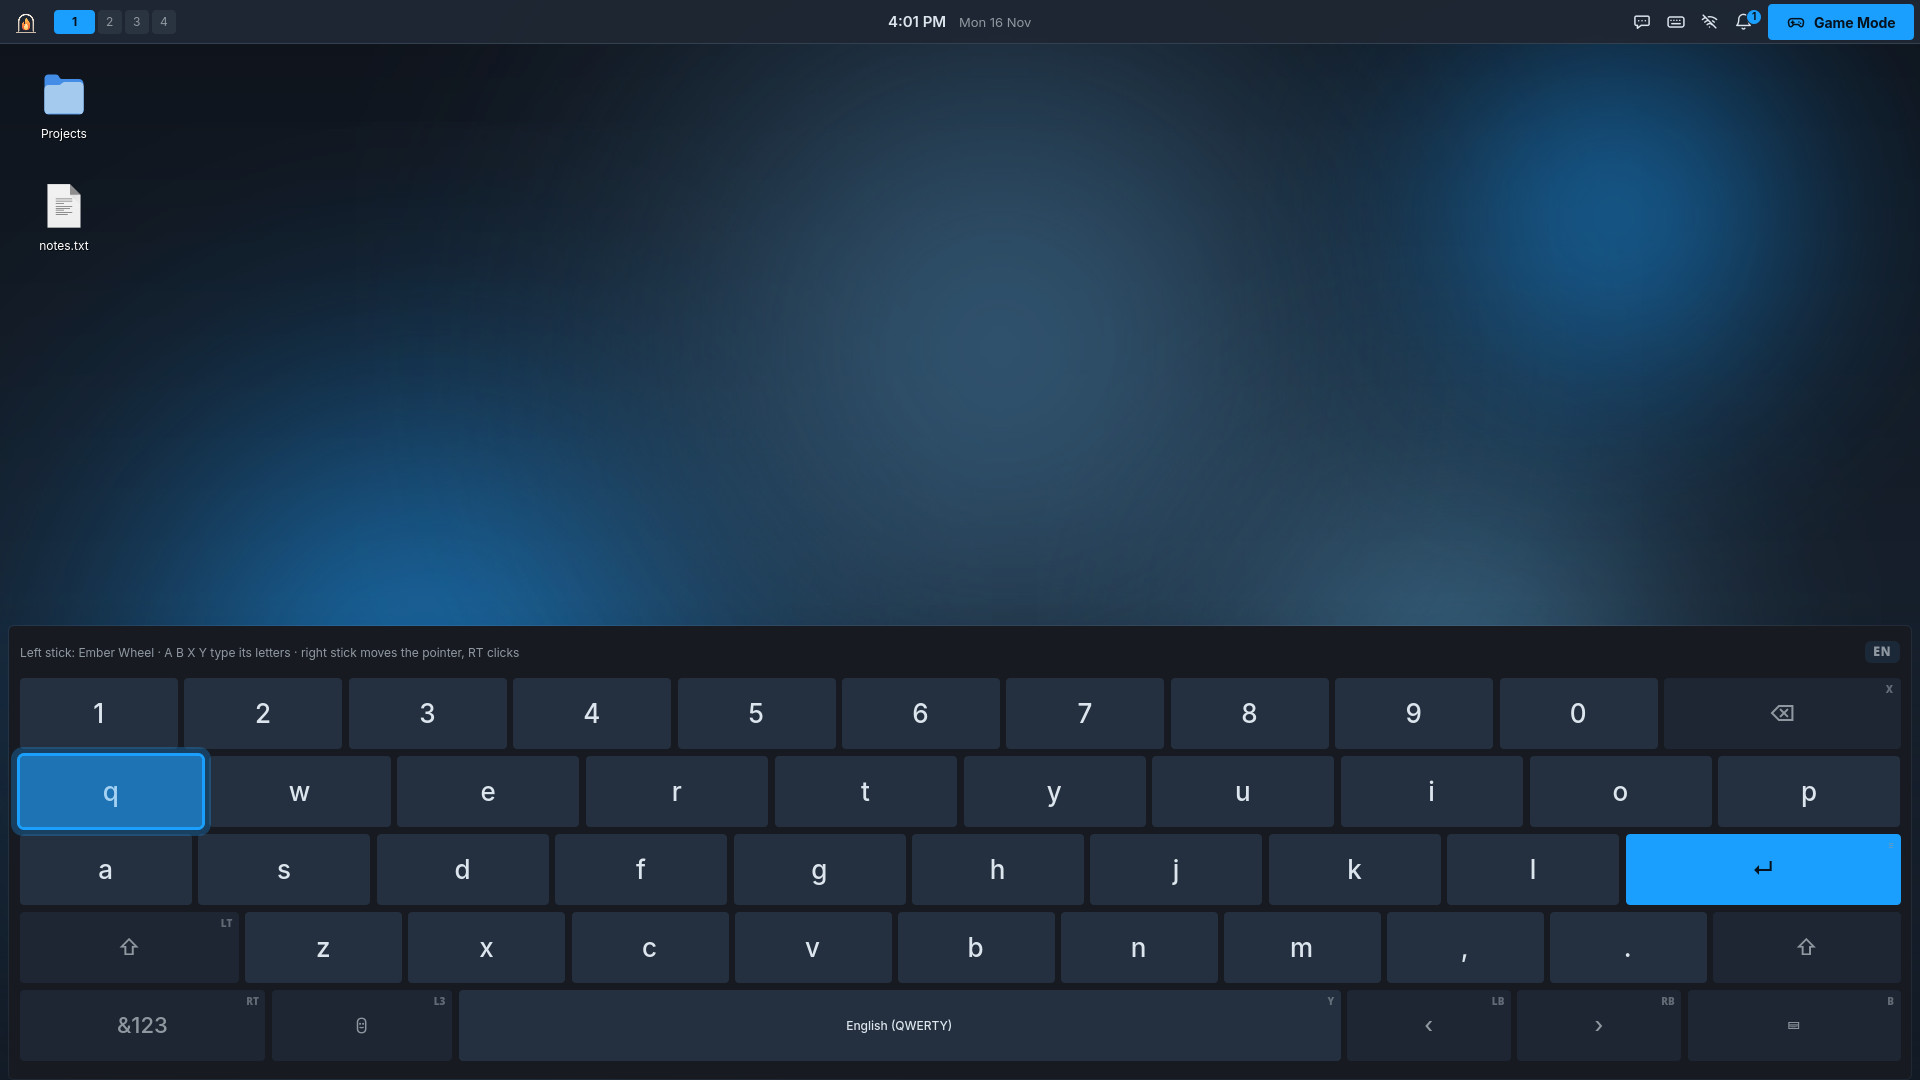 1 2 3 4 4:01 PM Mon 16 Nov 1 Game Mode
Projects
notes.txt
Left stick: Ember Wheel · A B X Y type its letters · right stick moves the pointer, RT clicks EN
1 2 3 4 5 6 7 8 9 0 X
q w e r t y u i o p
a s d f g h j k l
LT z x c v b n m , .
&123 RT L3 English (QWERTY) Y ‹ LB › RB B